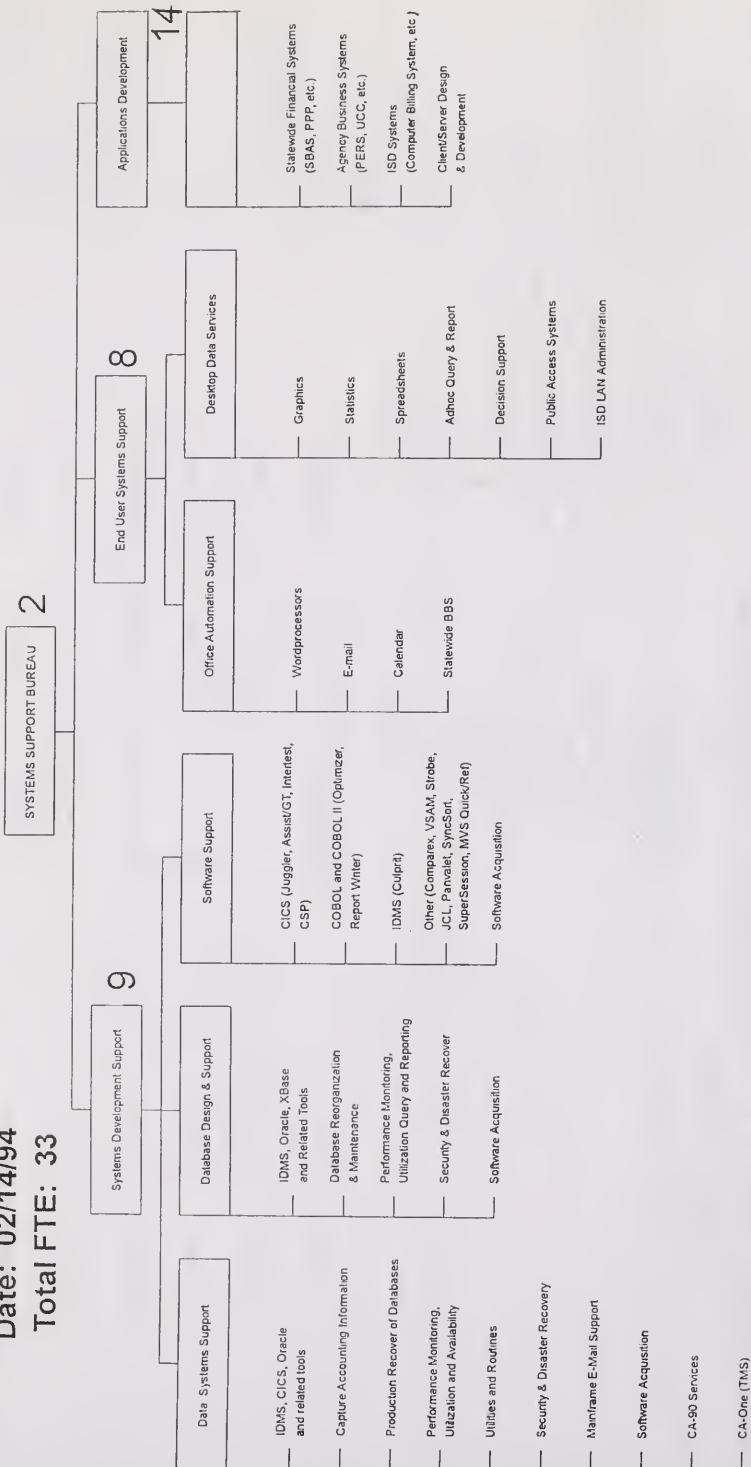 Date: 02/14/94
Total FTE: 33
SYSTEMS SUPPORT BUREAU
2
Systems Development Support
9
End User Systems Support
8
Applications Development
14
Data Systems Support
IDMS, CICS, Oracle
and related tools
Capture Accounting Information
Production Recover of Databases
Performance Monitoring,
Utilization and Availability
Utilities and Routines
Security & Disaster Recovery
Mainframe E-Mail Support
Software Acquisition
CA-90 Services
CA-One (TMS)
Database Design & Support
IDMS, Oracle, XBase
and Related Tools
Database Reorganization
& Maintenance
Performance Monitoring,
Utilization Query and Reporting
Security & Disaster Recover
Software Acquisition
Software Support
CICS (Juggler, Assist/GT, Intertest,
CSP)
COBOL and COBOL II (Optimizer,
Report Writer)
IDMS (Culprit)
Other (Comparex, VSAM, Strobe,
JCL, Panvalet, SyncSort,
SuperSession, MVS Quick/Ref)
Software Acquisition
Office Automation Support
Wordprocessors
E-mail
Calendar
Statewide BBS
Desktop Data Services
Graphics
Statistics
Spreadsheets
Adhoc Query & Report
Decision Support
Public Access Systems
ISD LAN Administration
Statewide Financial Systems
(SBAS, PPP, etc.)
Agency Business Systems
(PERS, UCC, etc.)
ISD Systems
(Computer Billing System, etc.)
Client/Server Design
& Development